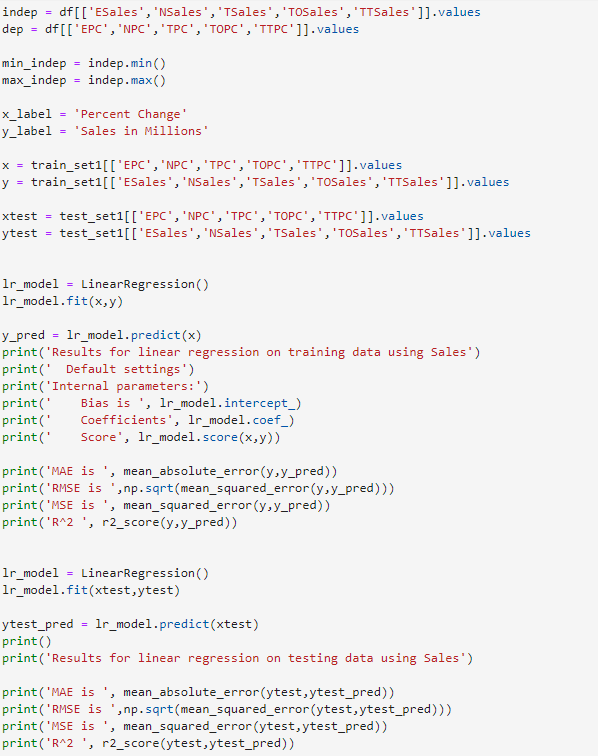 indep = df[['ESales','NSales','TSales','TOSales','TTSales']].values
dep = df[['EPC','NPC','TPC','TOPC','TTPC']].values
min_indep = indep.min()
max_indep = indep.max()
x_label = 'Percent Change'
y_label = 'Sales in Millions'
x = train_set1[['EPC','NPC','TPC','TOPC','TTPC']].values
y = train_set1[['ESales','NSales','TSales','TOSales','TTSales']].values
xtest = test_set1[['EPC','NPC','TPC','TOPC','TTPC']].values
ytest = test_set1[['ESales','NSales','TSales','TOSales','TTSales']].values
lr_model = LinearRegression()
lr_model.fit(x,y)
y_pred = lr_model.predict(x)
print('Results for linear regression on training data using Sales')
print('  Default settings')
print('Internal parameters:')
print('    Bias is ', lr_model.intercept_)
print('    Coefficients', lr_model.coef_)
print('    Score', lr_model.score(x,y))
print('MAE is ', mean_absolute_error(y,y_pred))
print('RMSE is ',np.sqrt(mean_squared_error(y,y_pred)))
print('MSE is ', mean_squared_error(y,y_pred))
print('R^2 ', r2_score(y,y_pred))
lr_model = LinearRegression()
lr_model.fit(xtest,ytest)
ytest_pred = lr_model.predict(xtest)
print()
print('Results for linear regression on testing data using Sales')
print('MAE is ', mean_absolute_error(ytest,ytest_pred))
print('RMSE is ',np.sqrt(mean_squared_error(ytest,ytest_pred)))
print('MSE is ', mean_squared_error(ytest,ytest_pred))
print('R^2 ', r2_score(ytest,ytest_pred))